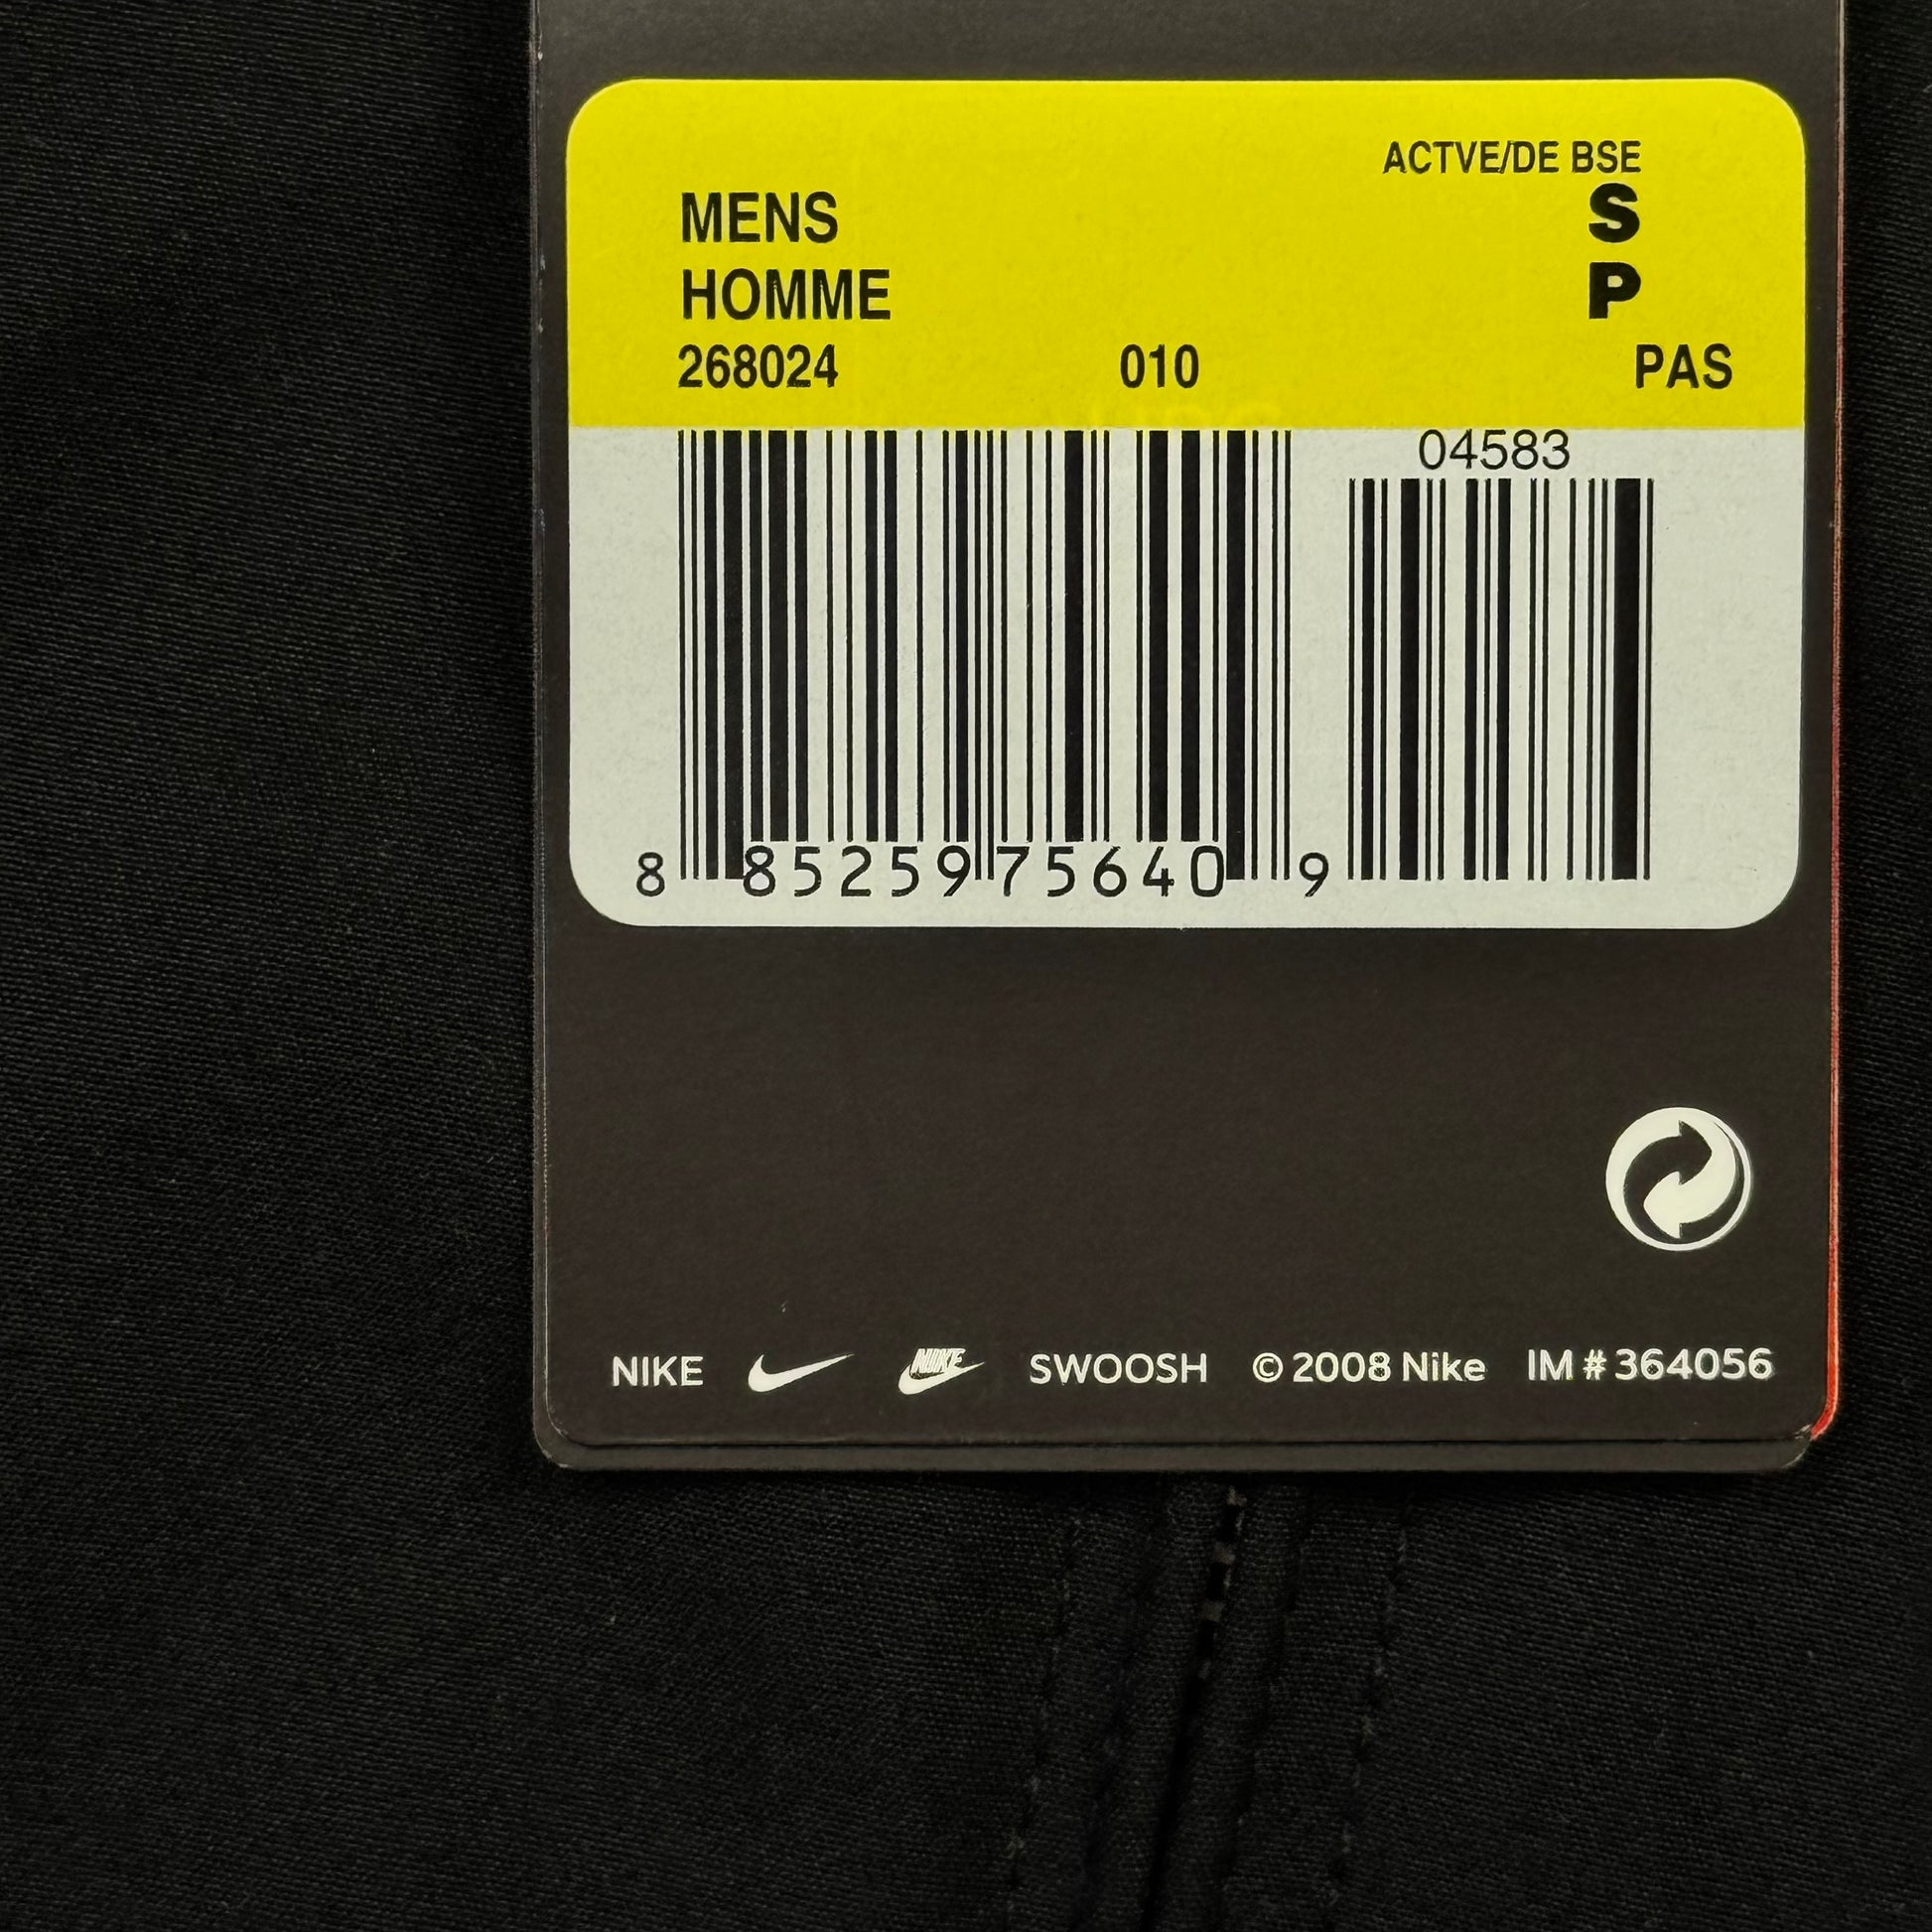 ACTVE/DE BSE
MENS S
HOMME P
268024 010 PAS
04583
8 85259 75640 9
NIKE NIKE SWOOSH © 2008 Nike IM # 364056